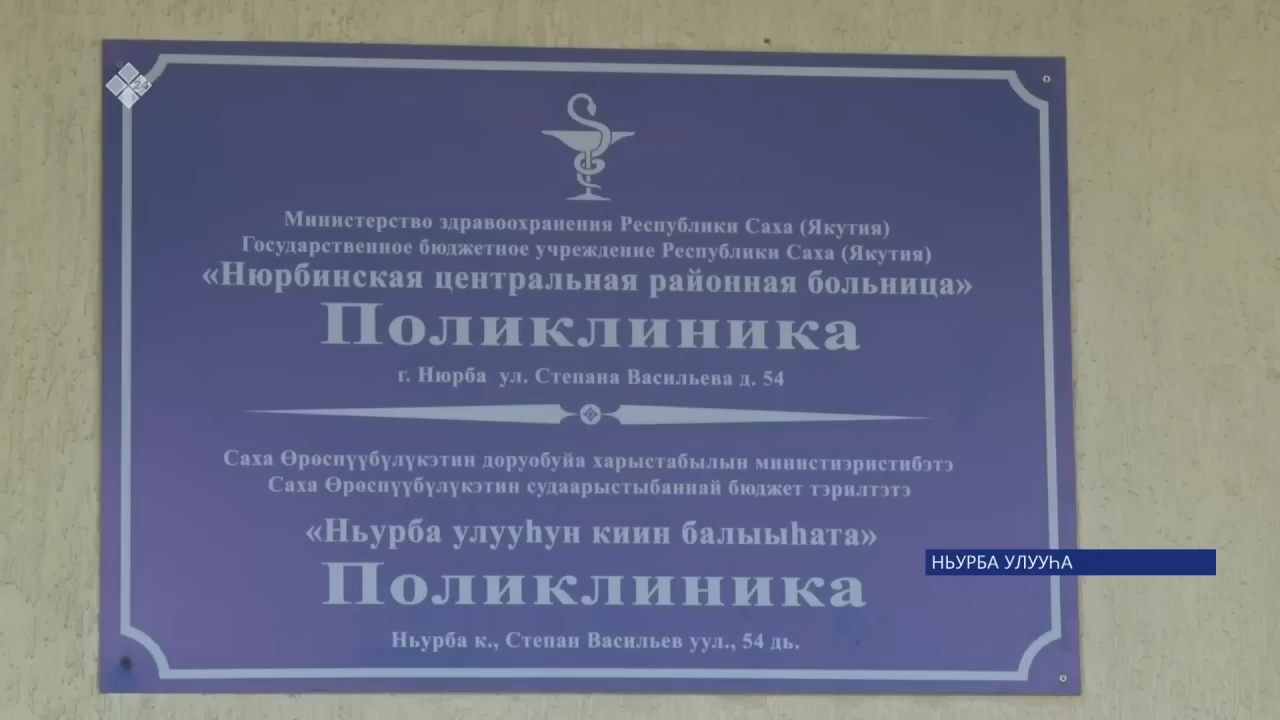 24
Министерство здравоохранения Республики Саха (Якутия)
Государственное бюджетное учреждение Республики Саха (Якутия)
«Нюрбинская центральная районная больница»
Поликлиника
г. Нюрба ул. Степана Васильева д. 54
Саха Өрөспүүбүлүкэтин доруобуйа харыстабылын министиэристибэтэ
Саха Өрөспүүбүлүкэтин судаарыстыбаннай бюджет тэрилтэтэ
«Ньурба улууһун киин балыыһата»
Поликлиника
Ньурба к., Степан Васильев уул., 54 дь.
НЬУРБА УЛУУҺА